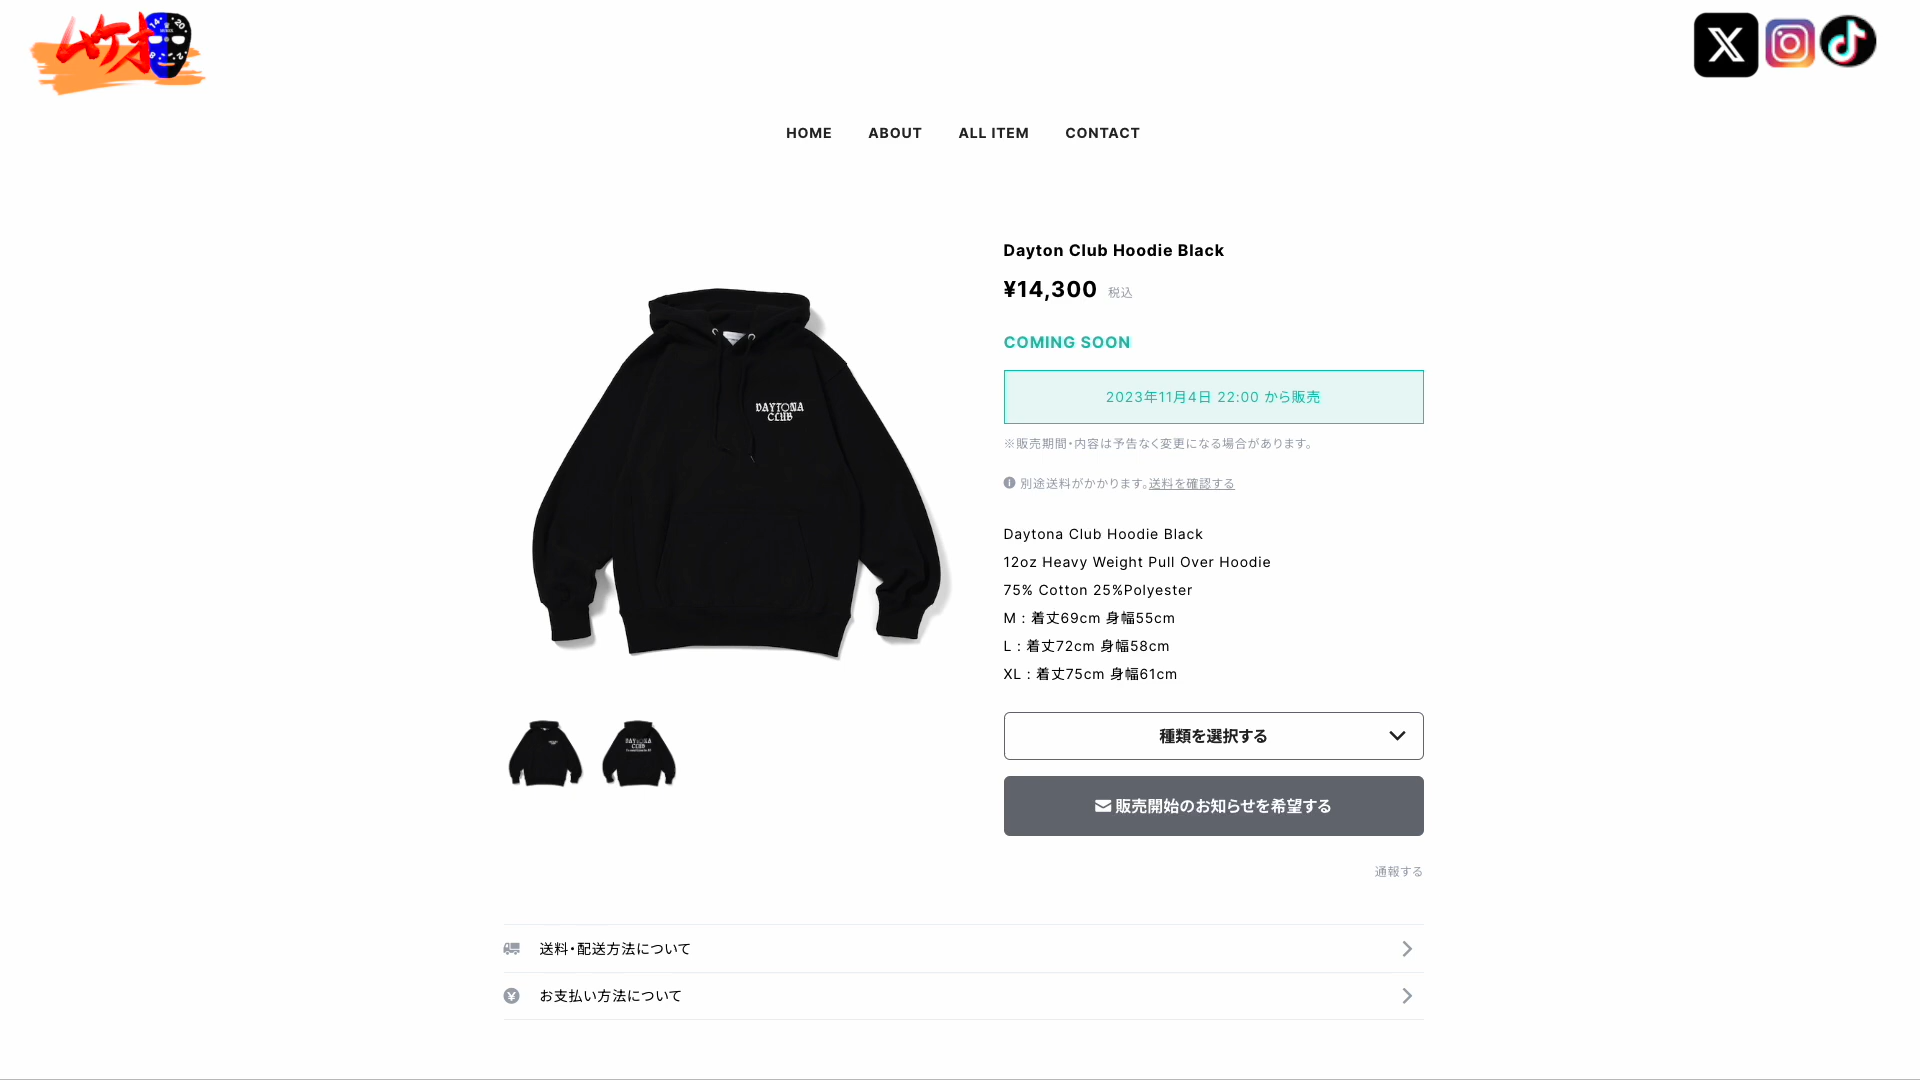 HOME ABOUT ALL ITEM CONTACT
Dayton Club Hoodie Black
¥14,300 税込
COMING SOON
2023年11月4日 22:00 から販売
※販売期間・内容は予告なく変更になる場合があります。
別途送料がかかります。送料を確認する
DAYTONA
CLUB
Daytona Club Hoodie Black
12oz Heavy Weight Pull Over Hoodie
75% Cotton 25%Polyester
M : 着丈69cm 身幅55cm
L : 着丈72cm 身幅58cm
XL : 着丈75cm 身幅61cm
種類を選択する
DAYTONA
CLUB
販売開始のお知らせを希望する
通報する
送料・配送方法について
お支払い方法について